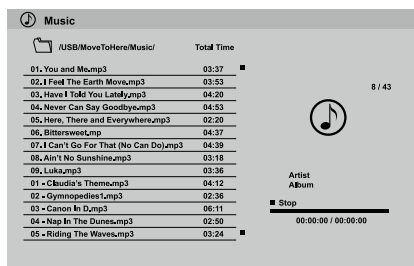 Music
/USB/MoveToHere/Music/ Total Time
01. You and Me.mp3 03:37
02. I Feel The Earth Move.mp3 03:53
03. Have I Told You Lately.mp3 04:20
04. Never Can Say Goodbye.mp3 04:53
05. Here, There and Everywhere.mp3 02:20
06. Bittersweet.mp 04:37
07. I Can't Go For That (No Can Do).mp3 04:39
08. Ain't No Sunshine.mp3 03:18
09. Luka.mp3 03:36
01 - Claudia's Theme.mp3 04:12
02 - Gymnopedies1.mp3 02:36
03 - Canon In D.mp3 06:11
04 - Nap In The Dunes.mp3 02:50
05 - Riding The Waves.mp3 03:24
8 / 43
Artist
Album
Stop
00:00:00 / 00:00:00